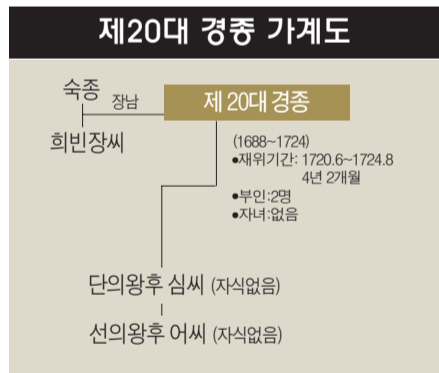 제20대 경종 가계도
숙종
장남
제 20대 경종
희빈장씨
(1688~1724)
●재위기간: 1720.6~1724.8
4년 2개월
●부인:2명
●자녀:없음
단의왕후 심씨 (자식없음)
선의왕후 어씨 (자식없음)